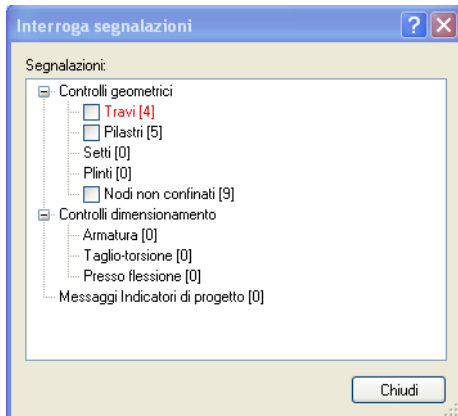 Interroga segnalazioni
Segnalazioni:
Controlli geometrici
Travi [4]
Pilastri [5]
Setti [0]
Plinti [0]
Nodi non confinati [9]
Controlli dimensionamento
Armatura [0]
Taglio-torsione [0]
Presso flessione [0]
Messaggi Indicatori di progetto [0]
Chiudi